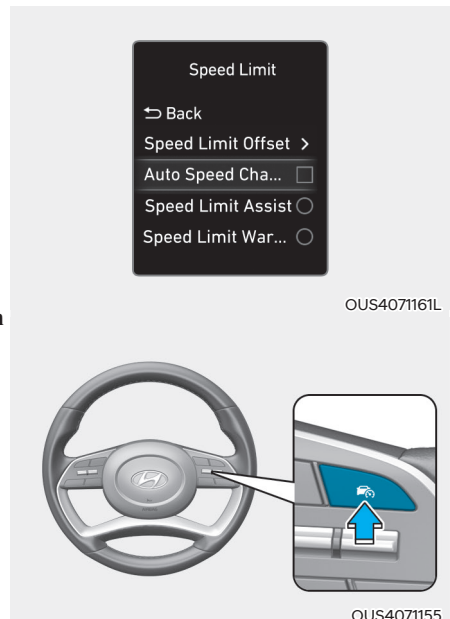 Speed Limit
Back
Speed Limit Offset >
Auto Speed Cha...
Speed Limit Assist
Speed Limit War...
OUS4071161L
n
OUS4071155